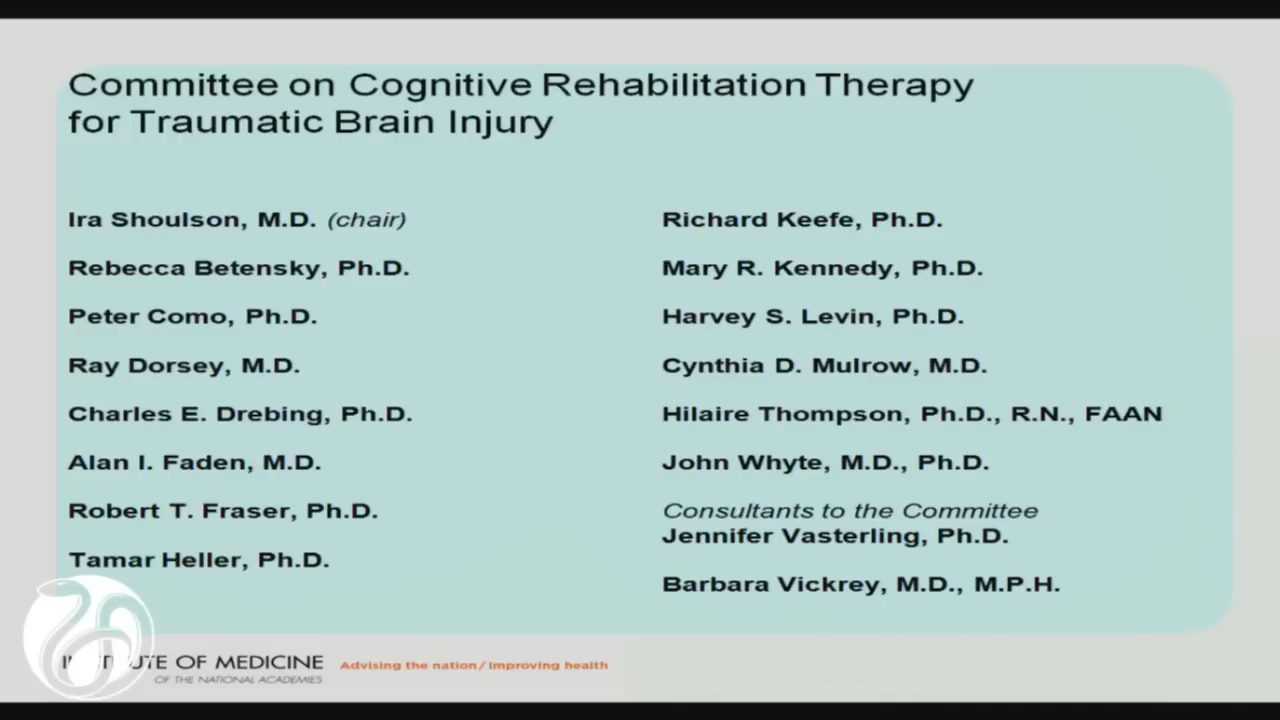 Committee on Cognitive Rehabilitation Therapy
for Traumatic Brain Injury
Ira Shoulson, M.D. (chair)
Rebecca Betensky, Ph.D.
Peter Como, Ph.D.
Ray Dorsey, M.D.
Charles E. Drebing, Ph.D.
Alan I. Faden, M.D.
Robert T. Fraser, Ph.D.
Tamar Heller, Ph.D.
Richard Keefe, Ph.D.
Mary R. Kennedy, Ph.D.
Harvey S. Levin, Ph.D.
Cynthia D. Mulrow, M.D.
Hilaire Thompson, Ph.D., R.N., FAAN
John Whyte, M.D., Ph.D.
Consultants to the Committee
Jennifer Vasterling, Ph.D.
Barbara Vickrey, M.D., M.P.H.
INSTITUTE OF MEDICINE
OF THE NATIONAL ACADEMIES
Advising the nation / Improving health